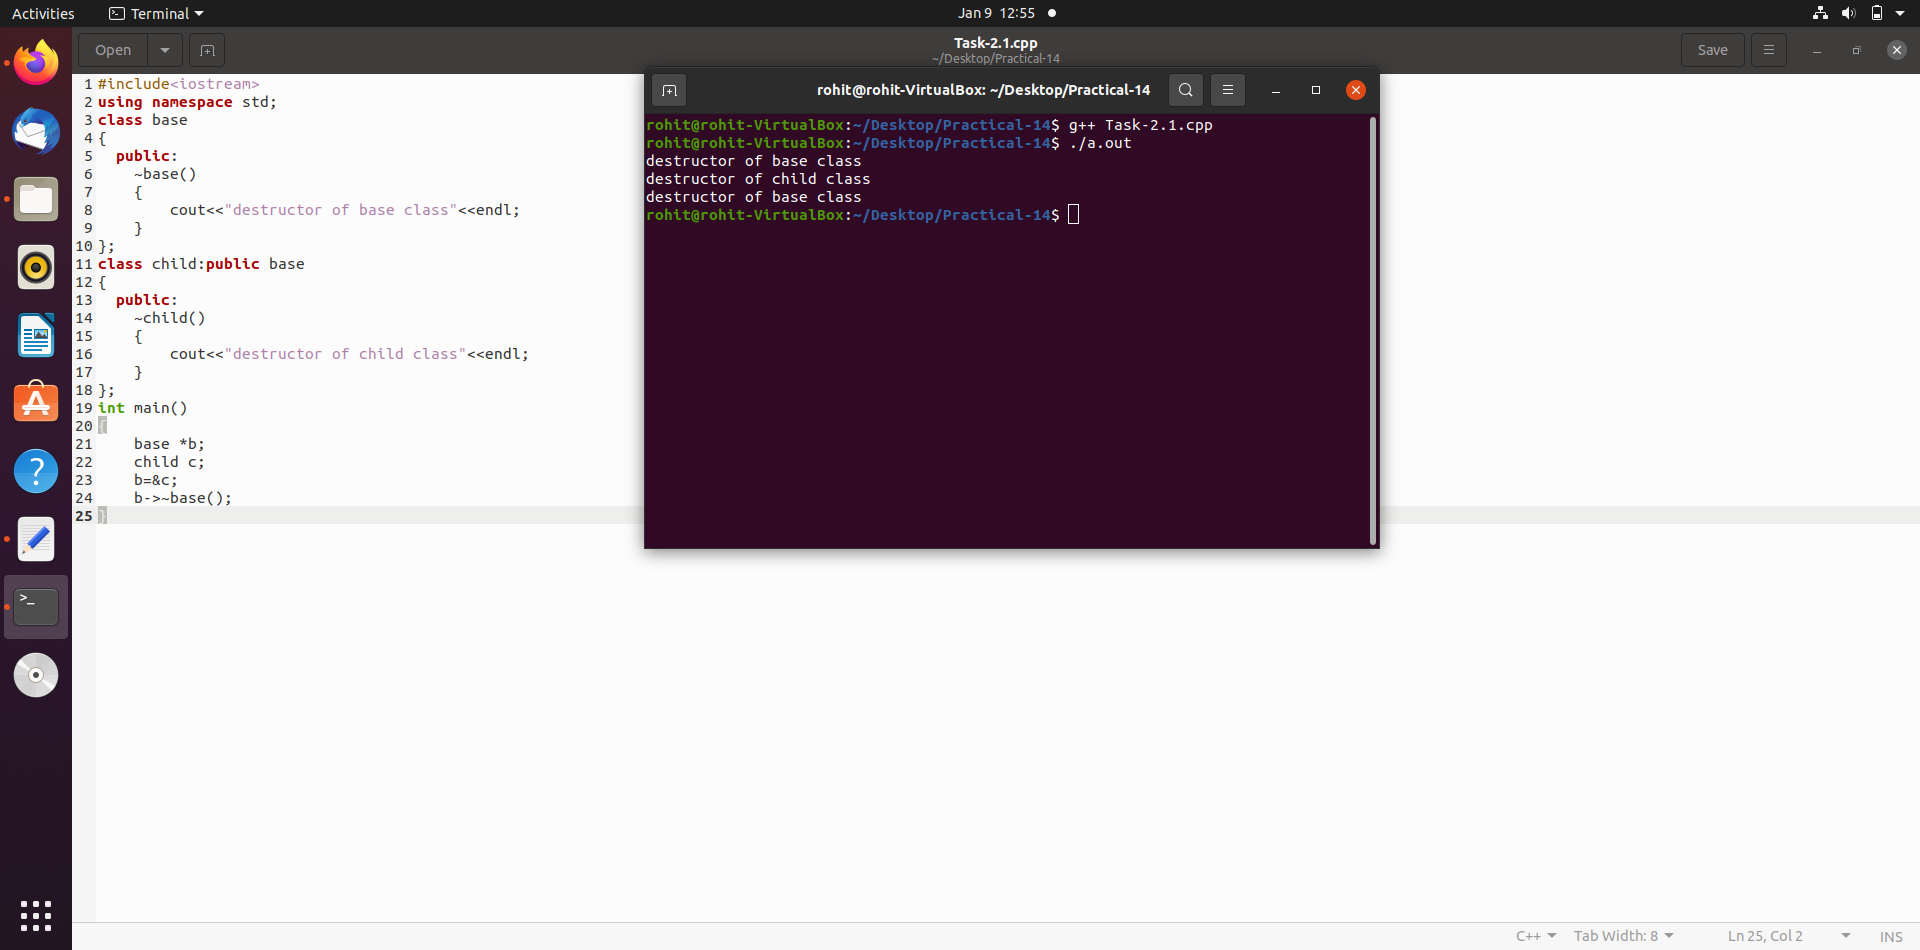 Activities Terminal Jan 9 12:55
Open Task-2.1.cpp Save
~/Desktop/Practical-14
1 #include<iostream>
2 using namespace std;
3 class base
4 {
5 public:
6 ~base()
7 {
8 cout<<"destructor of base class"<<endl;
9 }
10 };
11 class child:public base
12 {
13 public:
14 ~child()
15 {
16 cout<<"destructor of child class"<<endl;
17 }
18 };
19 int main()
20 {
21 base *b;
22 child c;
23 b=&c;
24 b->~base();
25 }
rohit@rohit-VirtualBox: ~/Desktop/Practical-14
rohit@rohit-VirtualBox:~/Desktop/Practical-14$ g++ Task-2.1.cpp
rohit@rohit-VirtualBox:~/Desktop/Practical-14$ ./a.out
destructor of base class
destructor of child class
destructor of base class
rohit@rohit-VirtualBox:~/Desktop/Practical-14$
C++ Tab Width: 8 Ln 25, Col 2 INS